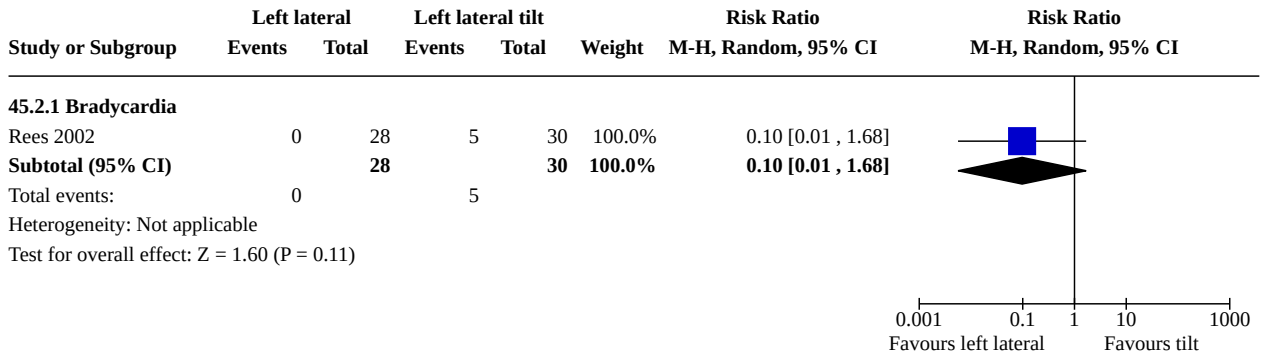 Left lateral Left lateral tilt Risk Ratio Risk Ratio
Study or Subgroup Events Total Events Total Weight M-H, Random, 95% CI M-H, Random, 95% CI
45.2.1 Bradycardia
Rees 2002 0 28 5 30 100.0% 0.10 [0.01 , 1.68]
Subtotal (95% CI) 28 30 100.0% 0.10 [0.01 , 1.68]
Total events: 0 5
Heterogeneity: Not applicable
Test for overall effect: Z = 1.60 (P = 0.11)
0.001 0.1 1 10 1000
Favours left lateral Favours tilt